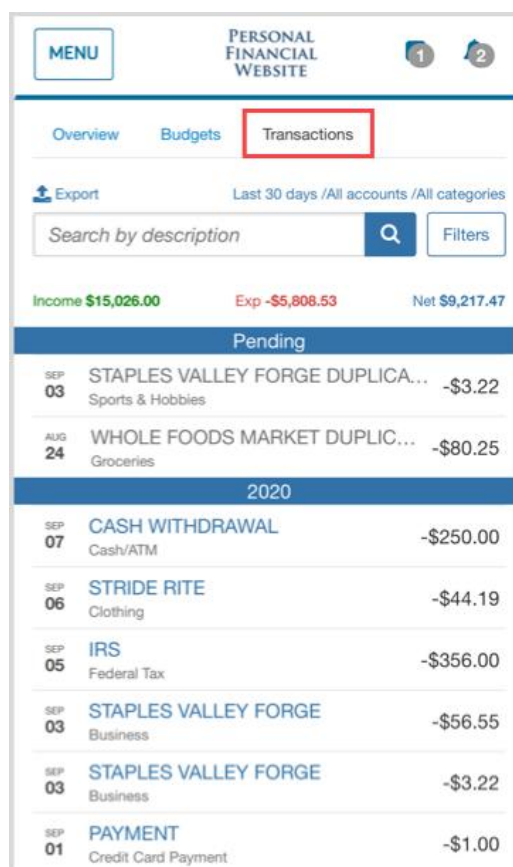 MENU
PERSONAL
FINANCIAL
WEBSITE
1
2
Overview Budgets Transactions
Export Last 30 days /All accounts /All categories
Search by description Filters
Income $15,026.00 Exp -$5,808.53 Net $9,217.47
Pending
SEP 03 STAPLES VALLEY FORGE DUPLICA... -$3.22
Sports & Hobbies
AUG 24 WHOLE FOODS MARKET DUPLIC... -$80.25
Groceries
2020
SEP 07 CASH WITHDRAWAL -$250.00
Cash/ATM
SEP 06 STRIDE RITE -$44.19
Clothing
SEP 05 IRS -$356.00
Federal Tax
SEP 03 STAPLES VALLEY FORGE -$56.55
Business
SEP 03 STAPLES VALLEY FORGE -$3.22
Business
SEP 01 PAYMENT -$1.00
Credit Card Payment